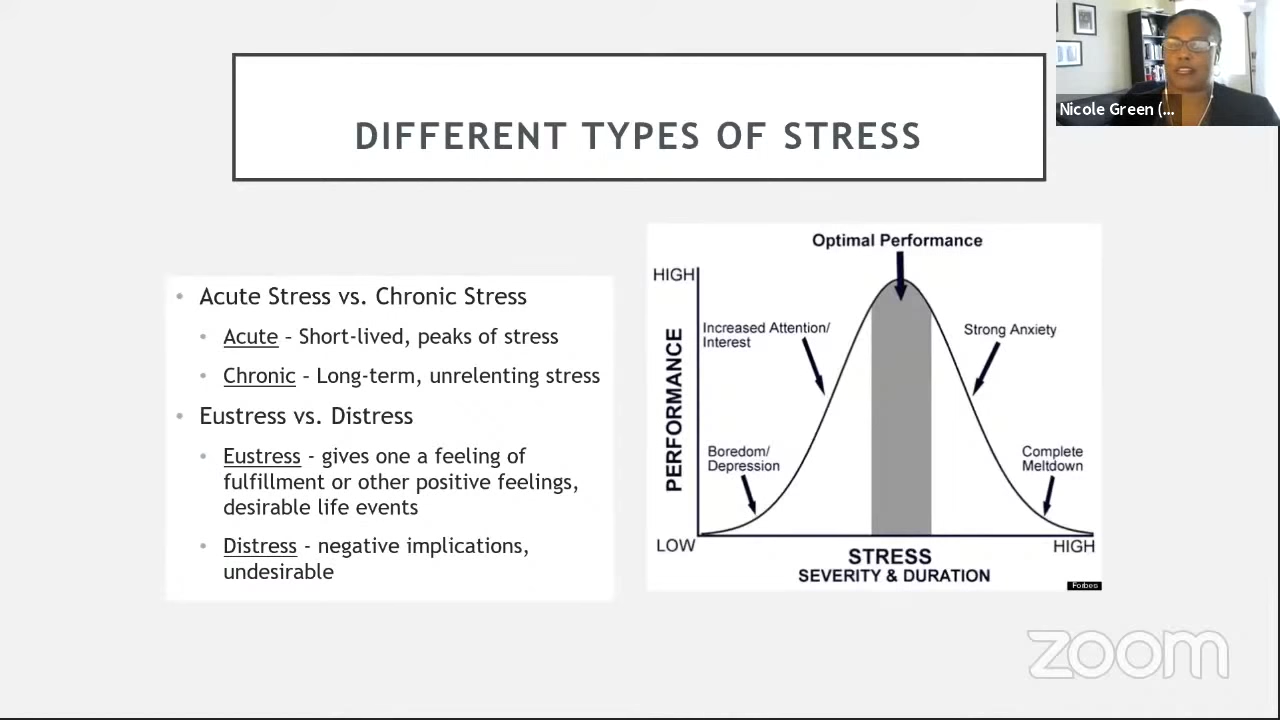 Nicole Green (...
DIFFERENT TYPES OF STRESS
• Acute Stress vs. Chronic Stress
• Acute – Short-lived, peaks of stress
• Chronic – Long-term, unrelenting stress
• Eustress vs. Distress
• Eustress - gives one a feeling of
fulfillment or other positive feelings,
desirable life events
• Distress - negative implications,
undesirable
Optimal Performance
HIGH
PERFORMANCE
Increased Attention/
Interest
Strong Anxiety
Boredom/
Depression
Complete
Meltdown
LOW
HIGH
STRESS
SEVERITY & DURATION
Forbes
zoom